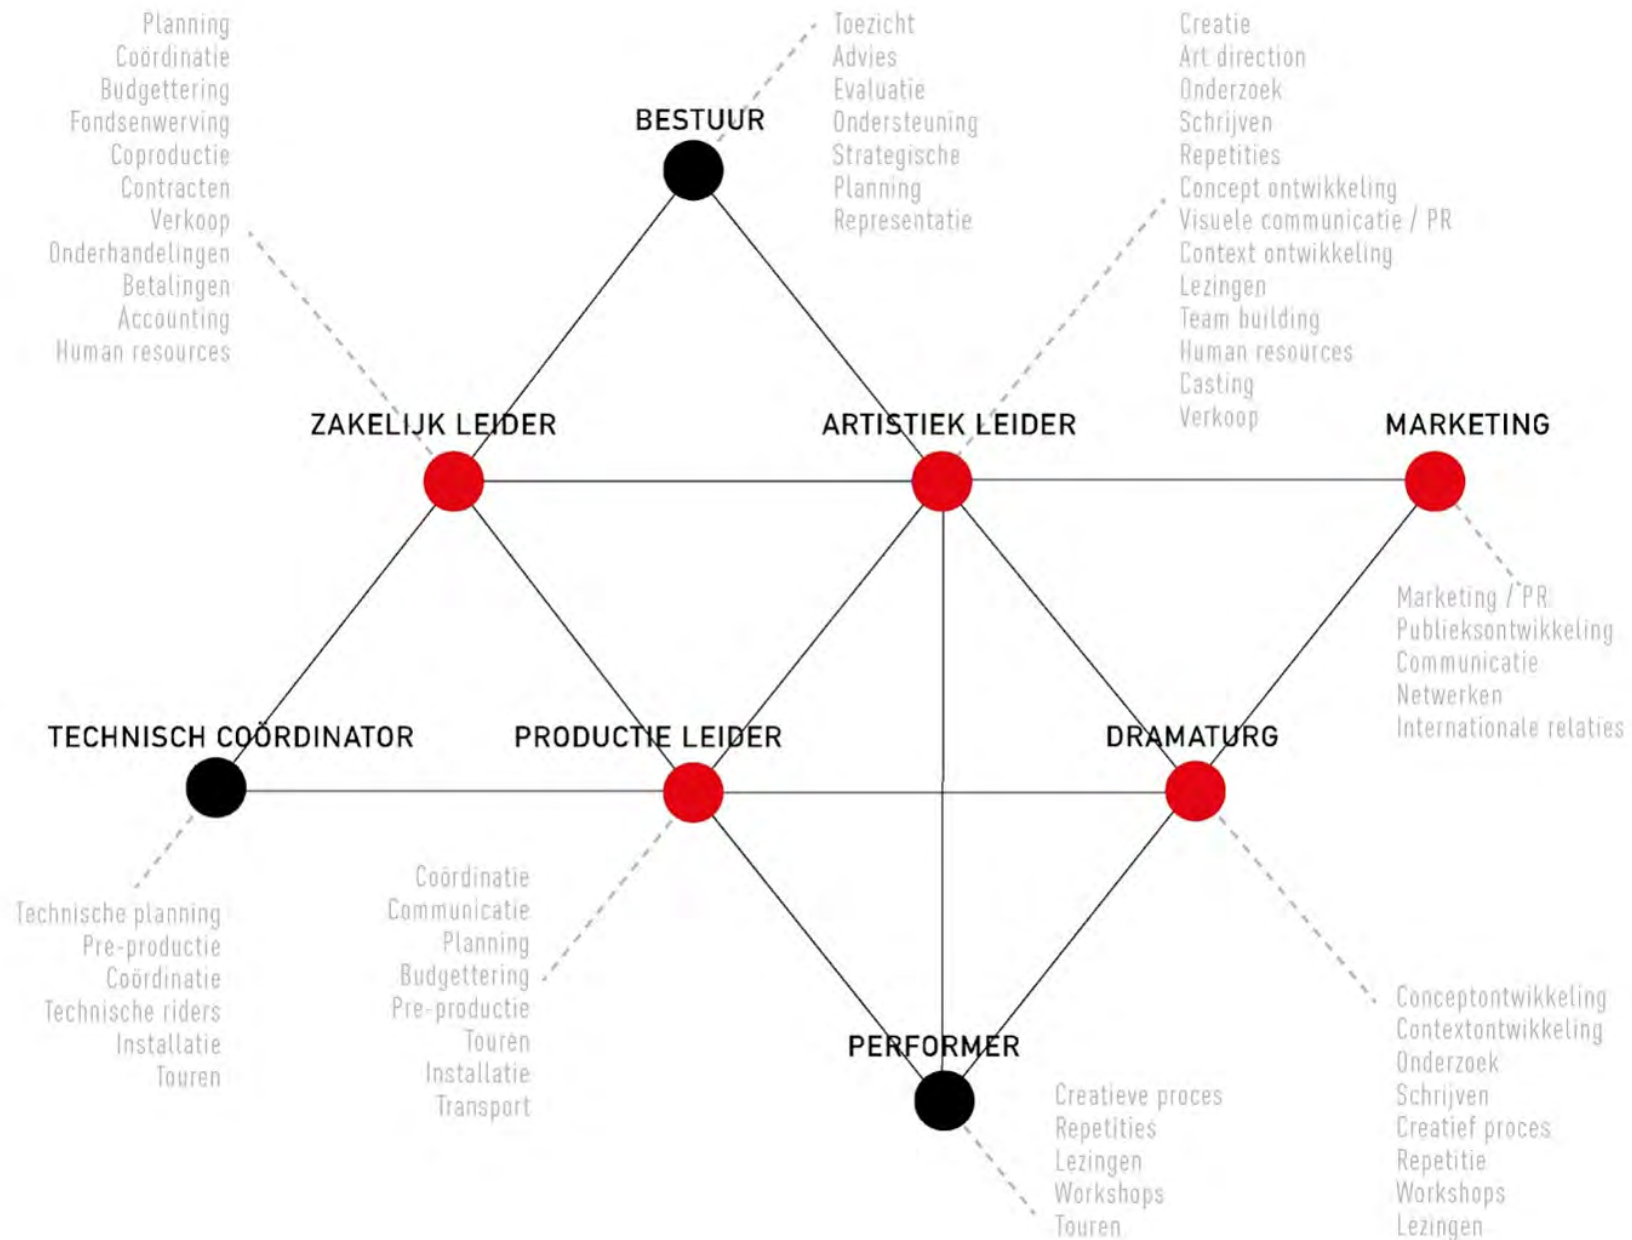 Planning
Coördinatie
Budgettering
Fondsenwerving
Coproductie
Contracten
Verkoop
Onderhandelingen
Betalingen
Accounting
Human resources
Toezicht
Advies
Evaluatie
Ondersteuning
Strategische
Planning
Representatie
Creatie
Art direction
Onderzoek
Schrijven
Repetities
Concept ontwikkeling
Visuele communicatie / PR
Context ontwikkeling
Lezingen
Team building
Human resources
Casting
Verkoop
BESTUUR
ZAKELIJK LEIDER
ARTISTIEK LEIDER
MARKETING
Marketing / PR
Publieksontwikkeling
Communicatie
Netwerken
Internationale relaties
TECHNISCH COÖRDINATOR
PRODUCTIE LEIDER
DRAMATURG
Technische planning
Pre-productie
Coördinatie
Technische riders
Installatie
Touren
Coördinatie
Communicatie
Planning
Budgettering
Pre-productie
Touren
Installatie
Transport
PERFORMER
Creatieve proces
Repetities
Lezingen
Workshops
Touren
Conceptontwikkeling
Contextontwikkeling
Onderzoek
Schrijven
Creatief proces
Repetitie
Workshops
Lezingen